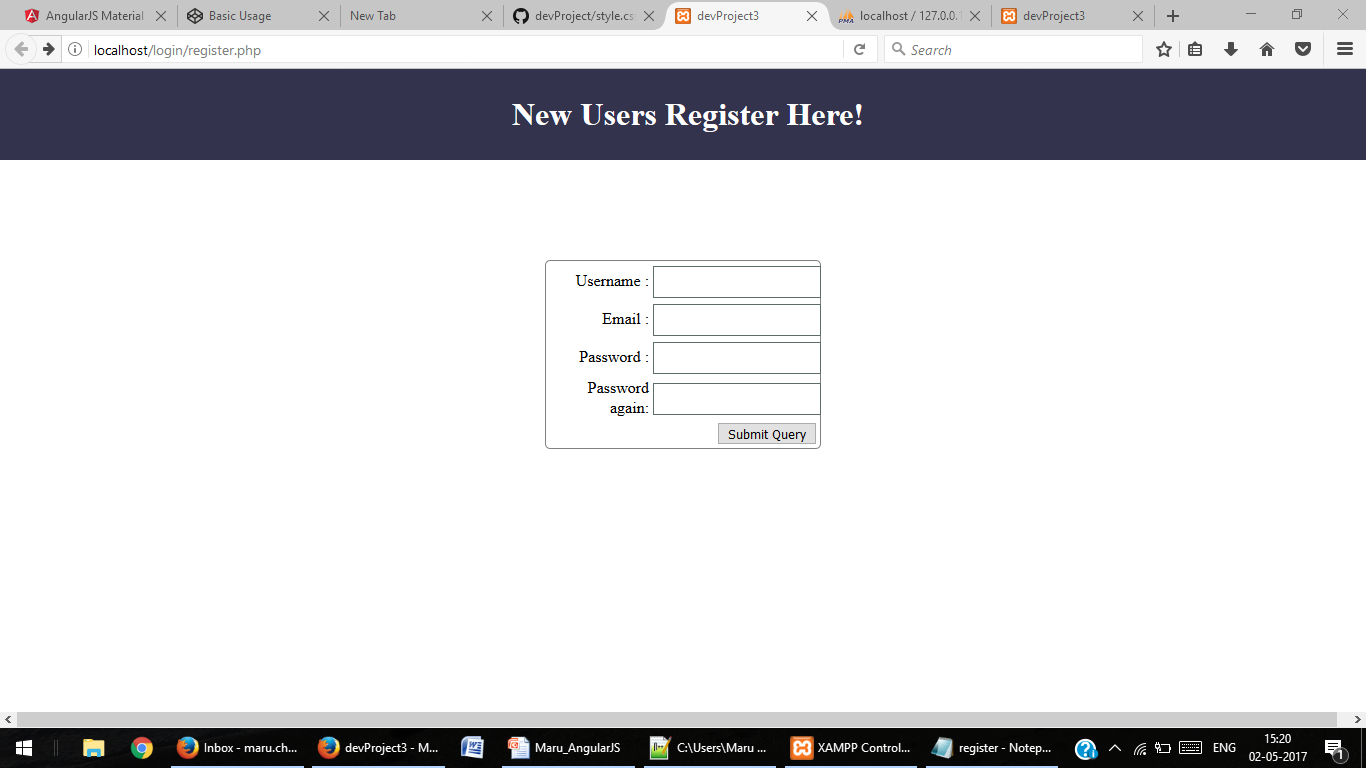 AngularJS Material
Basic Usage
New Tab
devProject/style.cs
devProject3
localhost / 127.0.0.1
devProject3
localhost/login/register.php
Search
New Users Register Here!
Username :
Email :
Password :
Password
again:
Submit Query
Inbox - maru.ch...
devProject3 - M...
Maru_AngularJS
C:\Users\Maru ...
XAMPP Control...
register - Notep...
ENG
15:20
02-05-2017
1